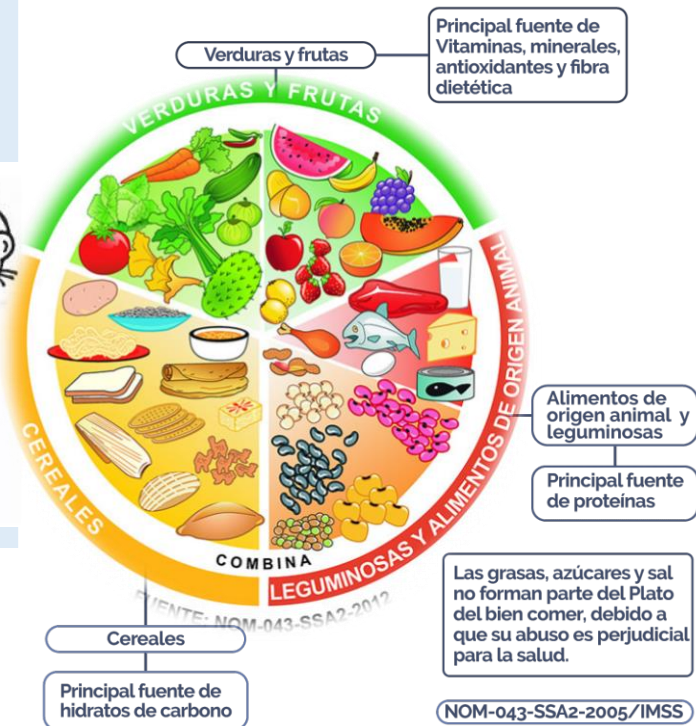 Verduras y frutas
Principal fuente de
Vitaminas, minerales,
antioxidantes y fibra
dietética
VERDURAS Y FRUTAS
CEREALES
COMBINA
LEGUMINOSAS Y ALIMENTOS DE ORIGEN ANIMAL
FUENTE: NOM-043-SSA2-2012
Alimentos de
origen animal y
leguminosas
Principal fuente
de proteínas
Las grasas, azúcares y sal
no forman parte del Plato
del bien comer, debido a
que su abuso es perjudicial
para la salud.
Cereales
Principal fuente de
hidratos de carbono
NOM-043-SSA2-2005/IMSS